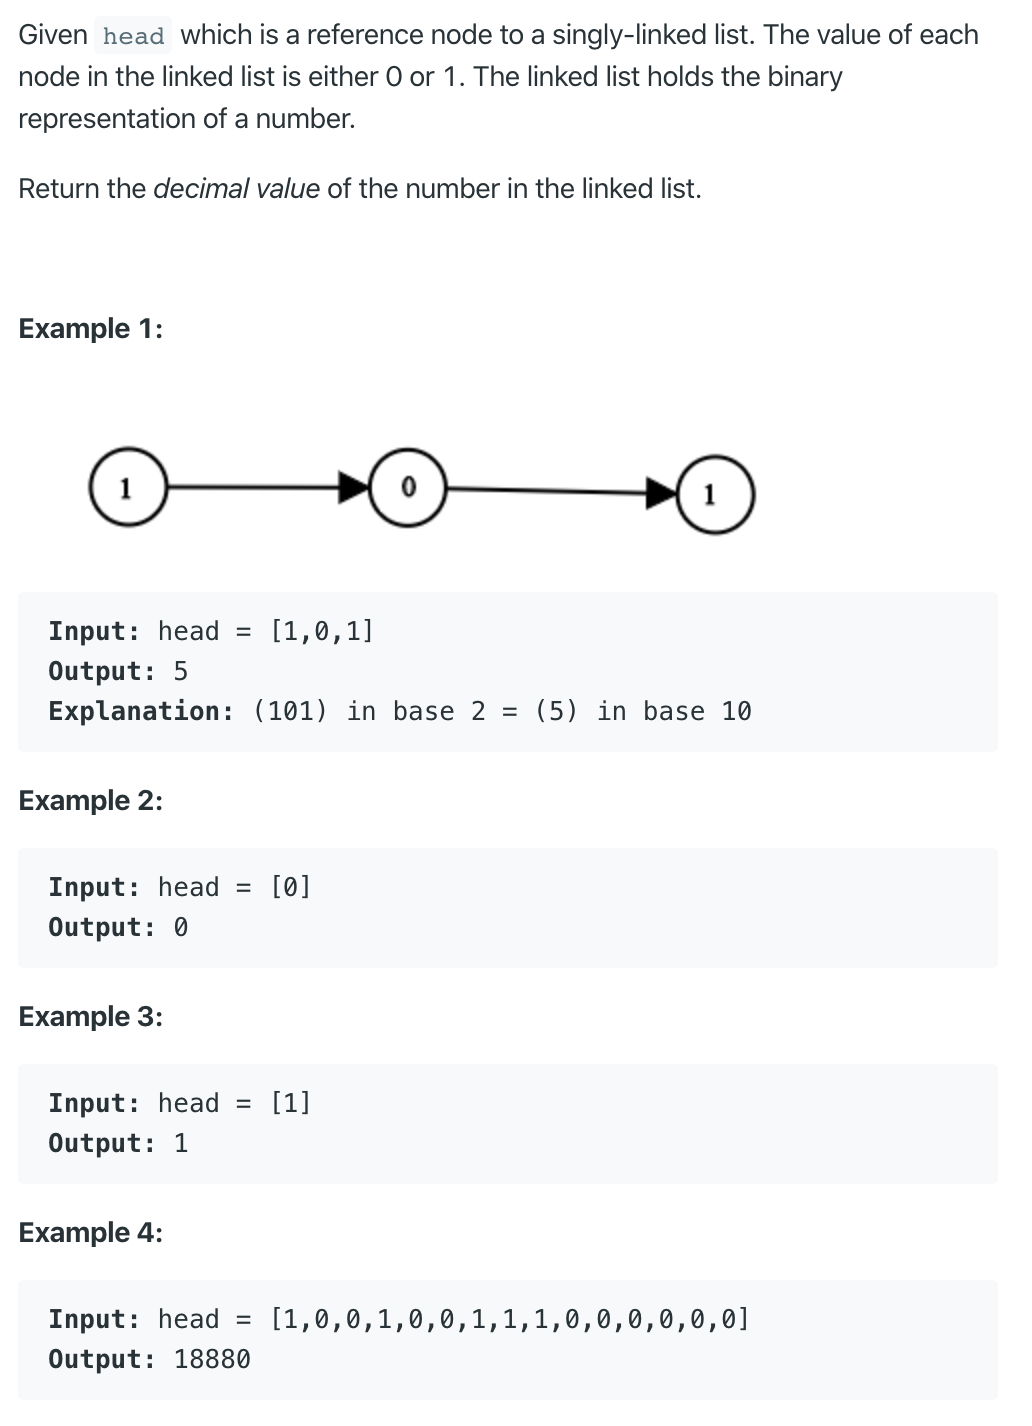 Given head which is a reference node to a singly-linked list. The value of each
node in the linked list is either 0 or 1. The linked list holds the binary
representation of a number.
Return the decimal value of the number in the linked list.
Example 1:
1 0 1
Input: head = [1,0,1]
Output: 5
Explanation: (101) in base 2 = (5) in base 10
Example 2:
Input: head = [0]
Output: 0
Example 3:
Input: head = [1]
Output: 1
Example 4:
Input: head = [1,0,0,1,0,0,1,1,1,0,0,0,0,0,0]
Output: 18880